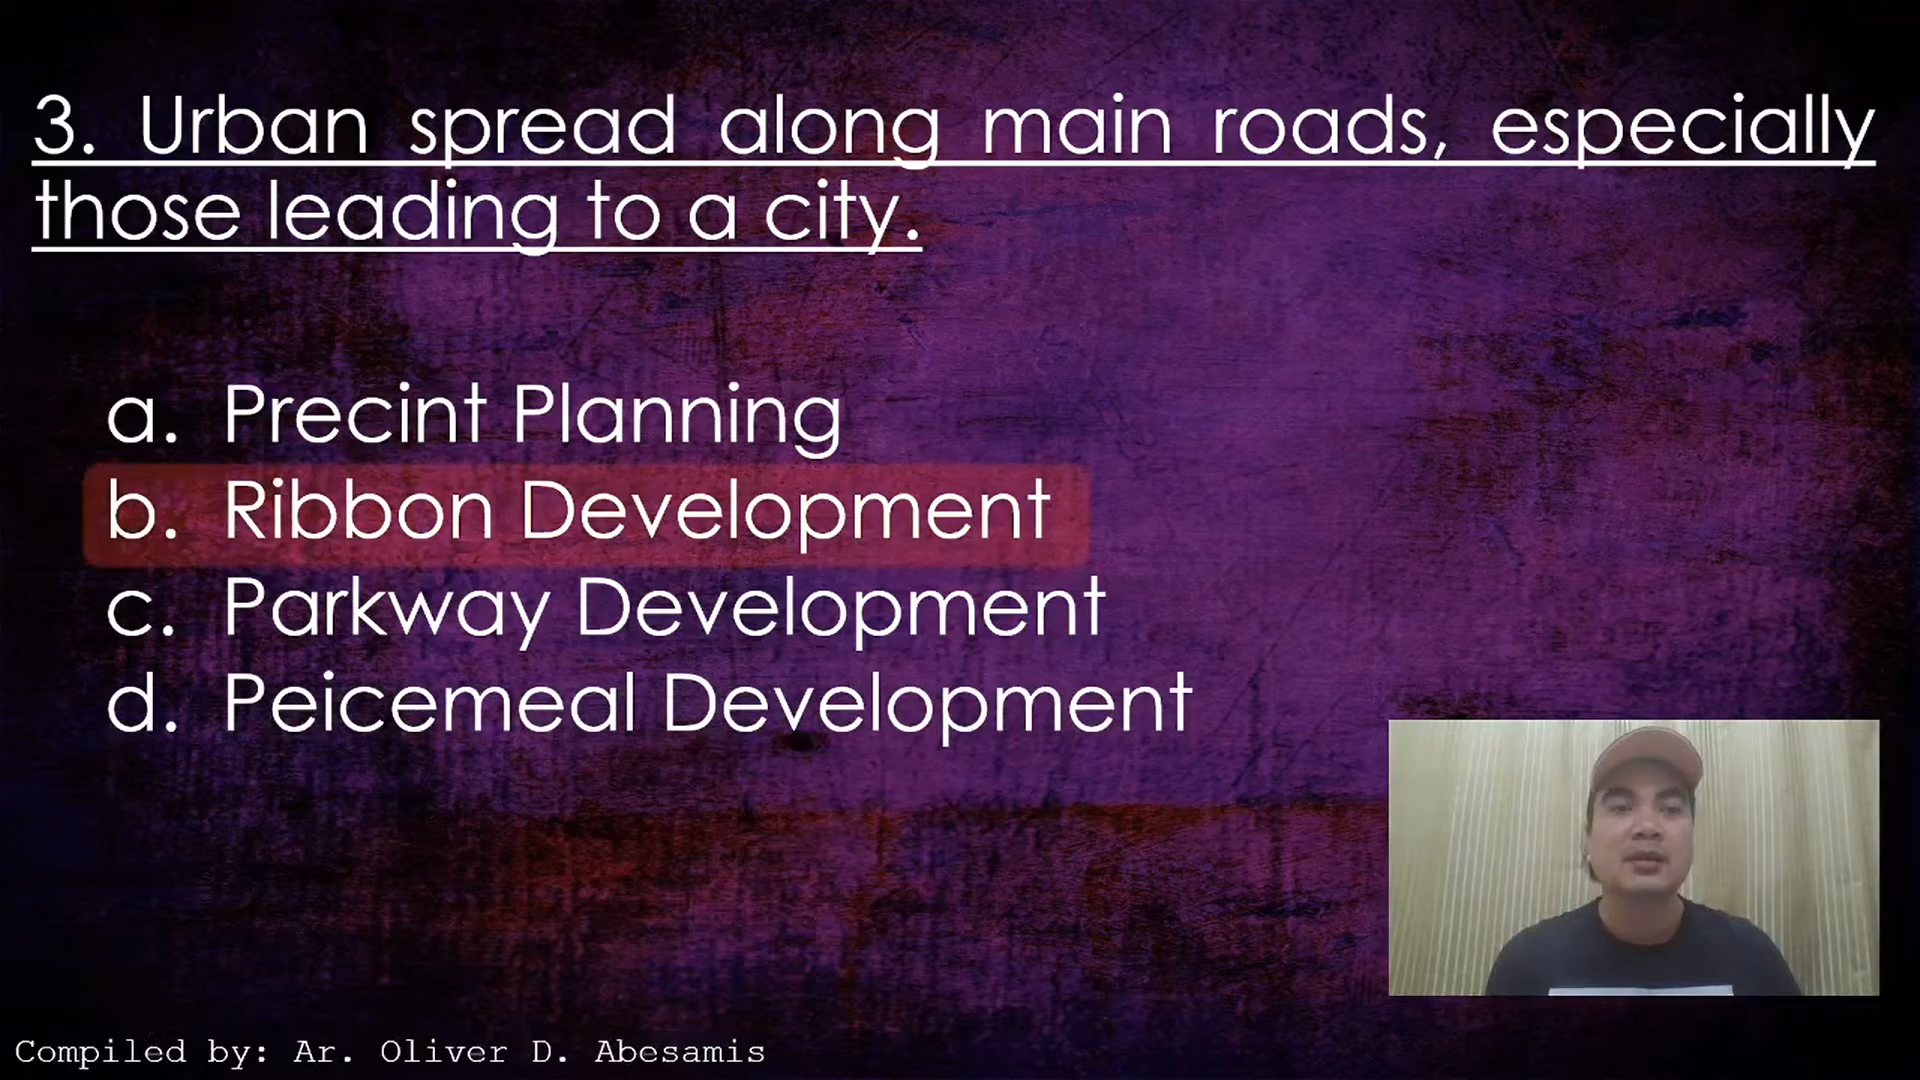 3. Urban spread along main roads, especially
those leading to a city.
a. Precint Planning
b. Ribbon Development
c. Parkway Development
d. Peicemeal Development
Compiled by: Ar. Oliver D. Abesamis